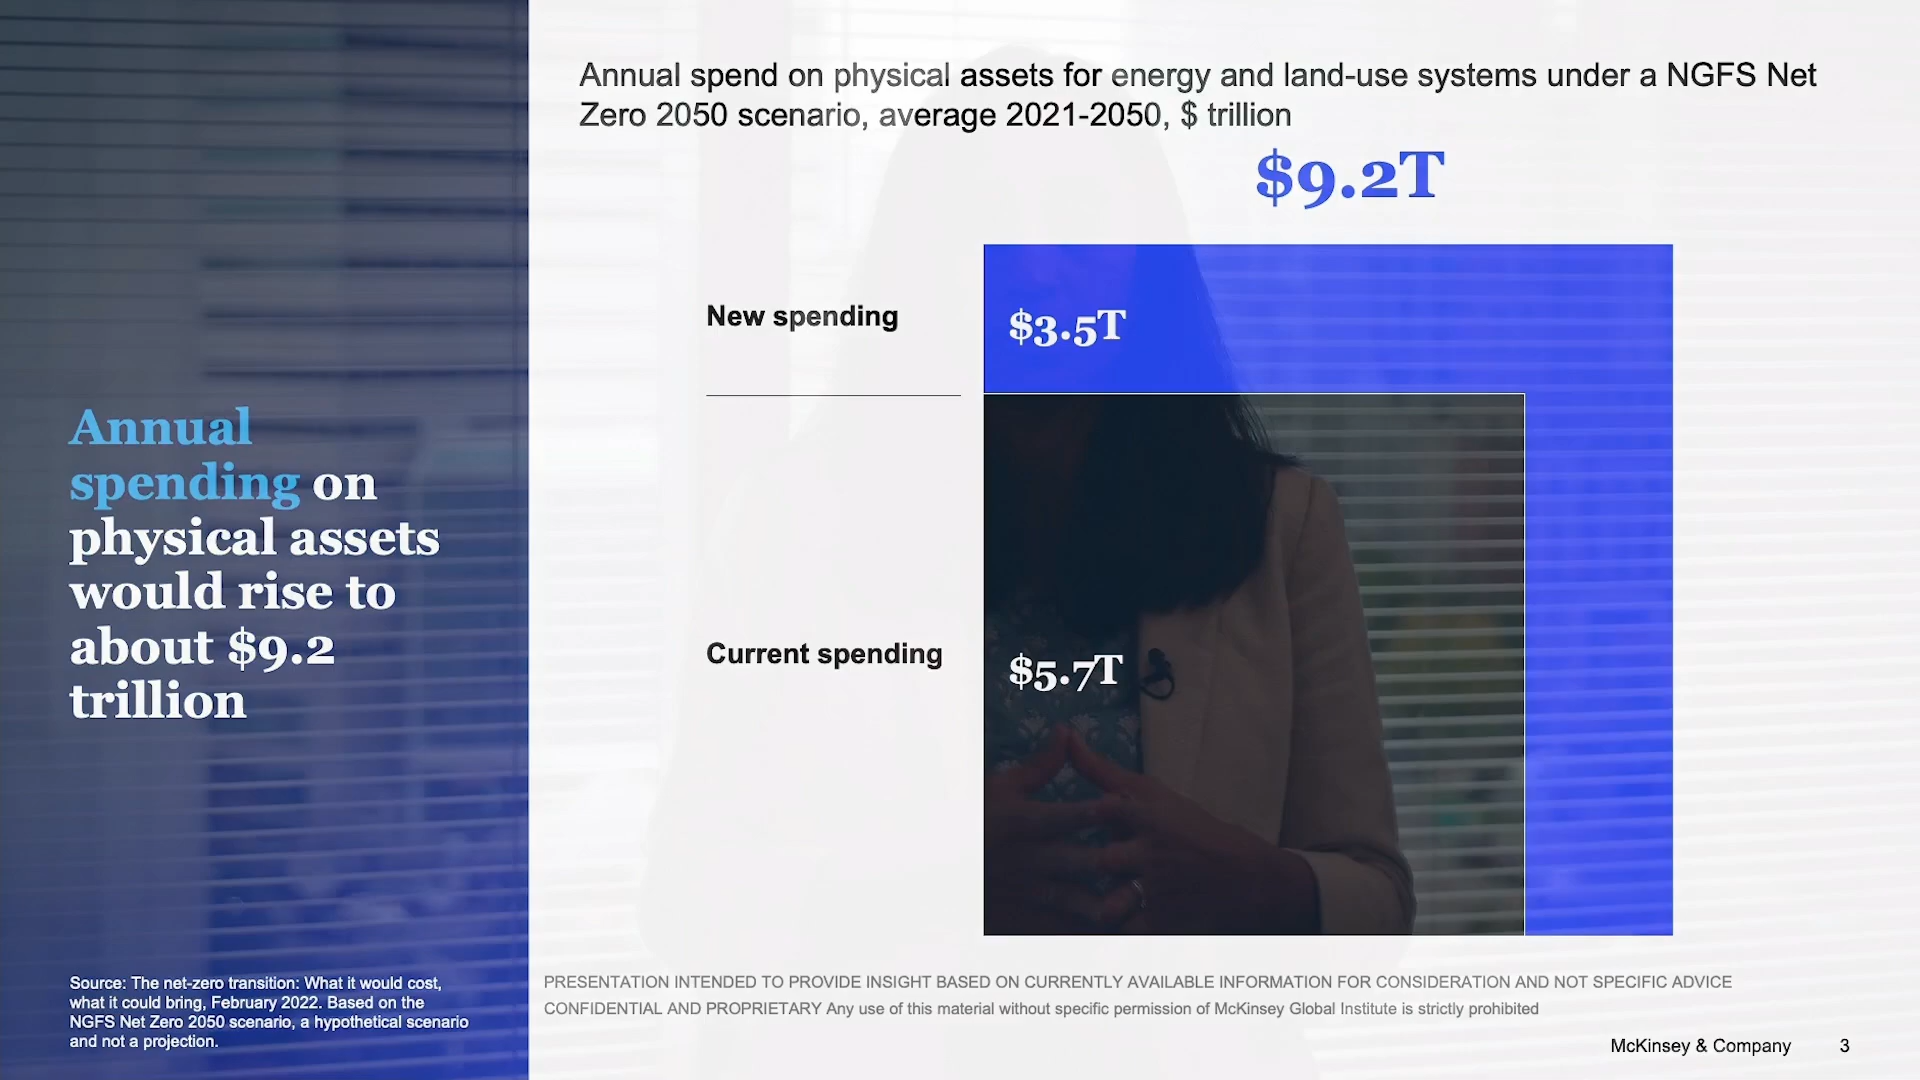 Annual spend on physical assets for energy and land-use systems under a NGFS Net
Zero 2050 scenario, average 2021-2050, $ trillion
$9.2T
New spending
$3.5T
Current spending
$5.7T
Annual
spending on
physical assets
would rise to
about $9.2
trillion
Source: The net-zero transition: What it would cost,
what it could bring, February 2022. Based on the
NGFS Net Zero 2050 scenario, a hypothetical scenario
and not a projection.
PRESENTATION INTENDED TO PROVIDE INSIGHT BASED ON CURRENTLY AVAILABLE INFORMATION FOR CONSIDERATION AND NOT SPECIFIC ADVICE
CONFIDENTIAL AND PROPRIETARY Any use of this material without specific permission of McKinsey Global Institute is strictly prohibited
McKinsey & Company 3